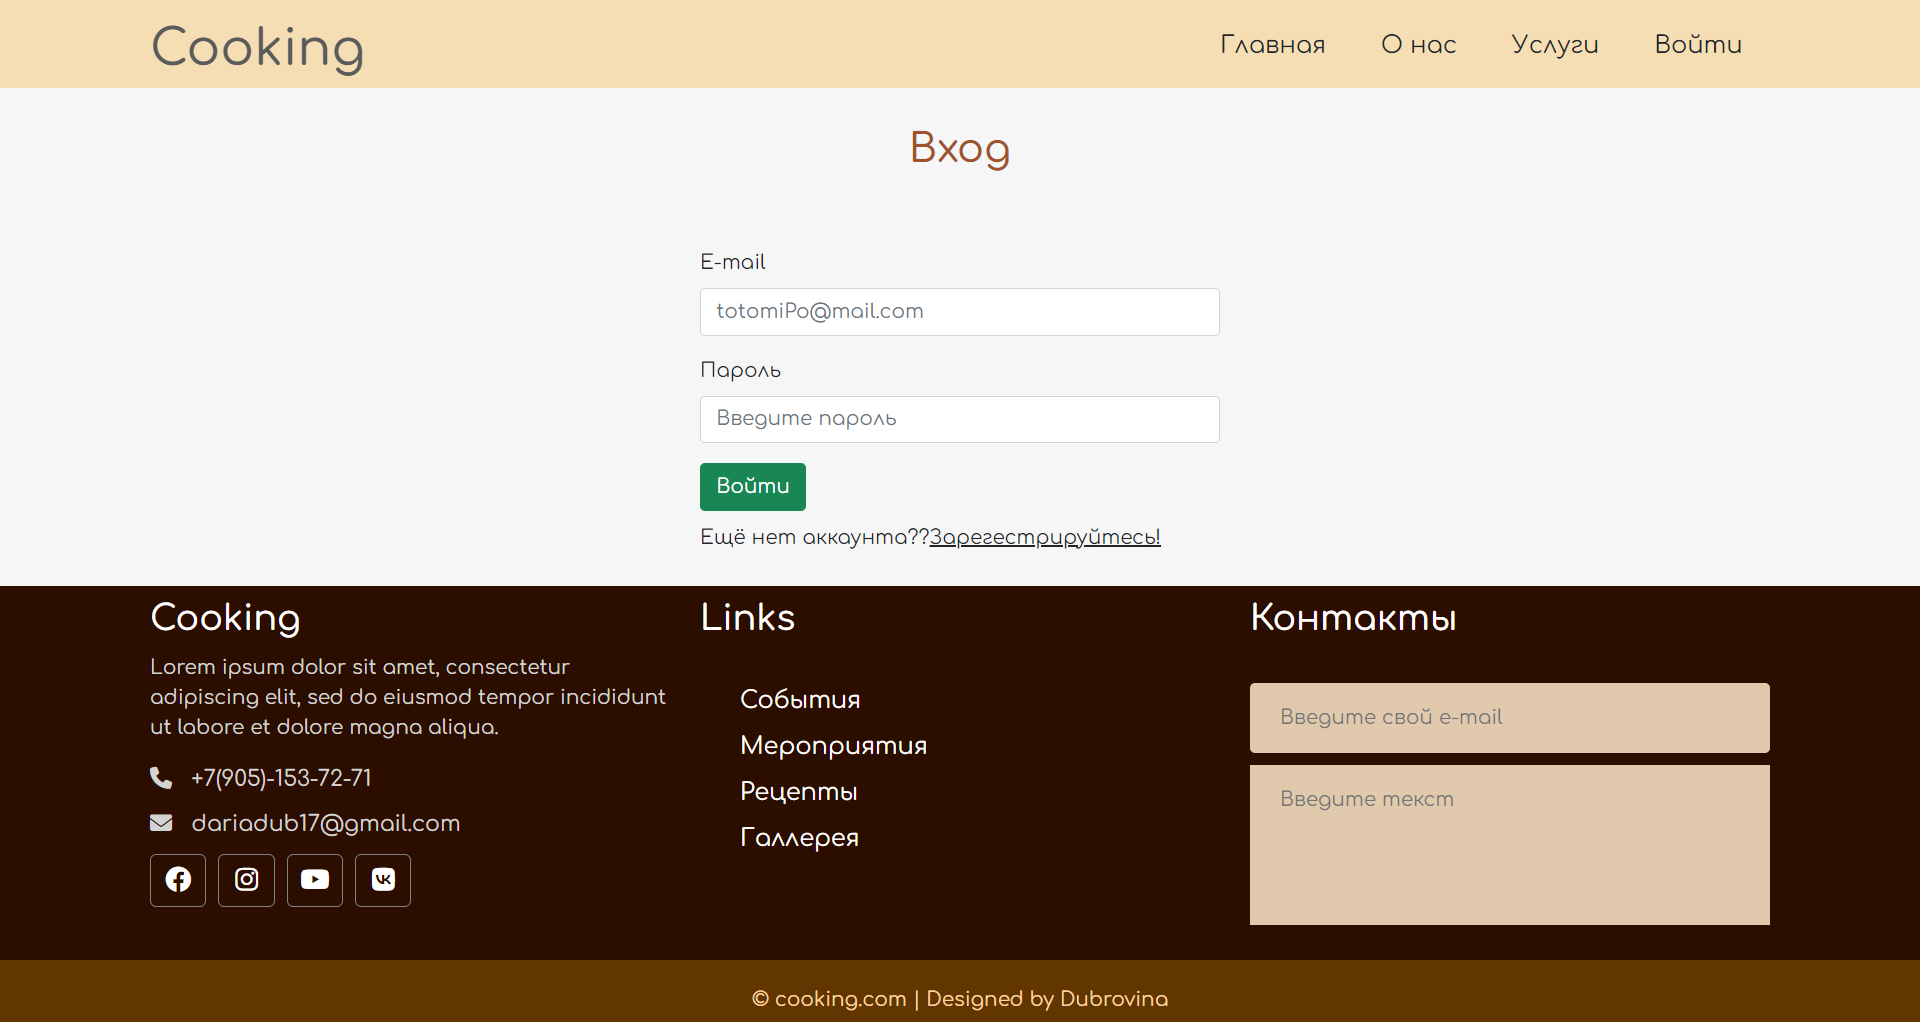 Cooking
Главная
О нас
Услуги
Войти
Вход
E-mail
totomiPo@mail.com
Пароль
Введите пароль
Войти
Ещё нет аккаунта??Зарегестрируйтесь!
Cooking
Lorem ipsum dolor sit amet, consectetur
adipiscing elit, sed do eiusmod tempor incididunt
ut labore et dolore magna aliqua.
+7(905)-153-72-71
dariadub17@gmail.com
Links
События
Мероприятия
Рецепты
Галлерея
Контакты
Введите свой e-mail
Введите текст
© cooking.com | Designed by Dubrovina